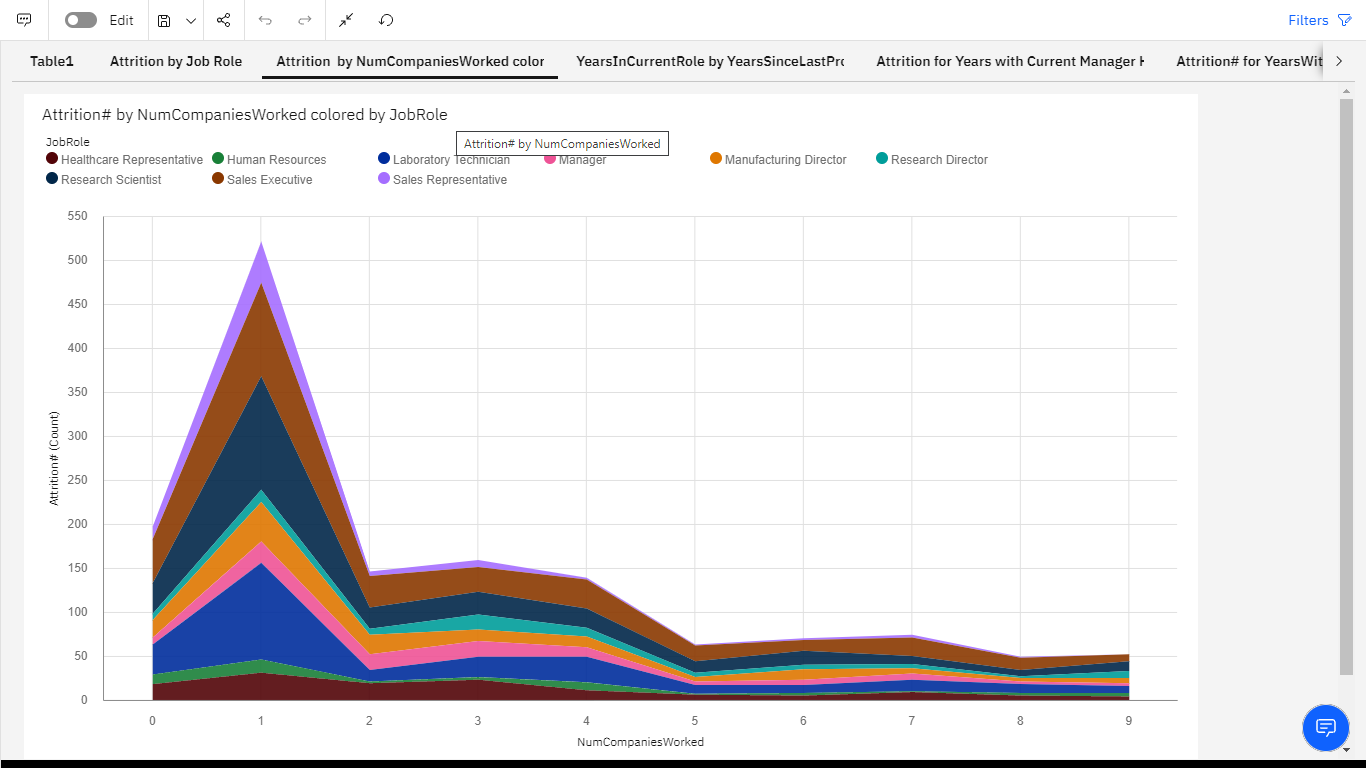 Edit
Filters
Table1
Attrition by Job Role
Attrition  by NumCompaniesWorked color
YearsInCurrentRole by YearsSinceLastPro
Attrition for Years with Current Manager H
Attrition# for YearsWit
Attrition# by NumCompaniesWorked colored by JobRole
JobRole
Attrition# by NumCompaniesWorked
Healthcare Representative
Human Resources
Laboratory Technician
Manager
Manufacturing Director
Research Director
Research Scientist
Sales Executive
Sales Representative
550
500
450
400
350
300
250
200
150
100
50
0
Attrition# (Count)
0 1 2 3 4 5 6 7 8 9
NumCompaniesWorked